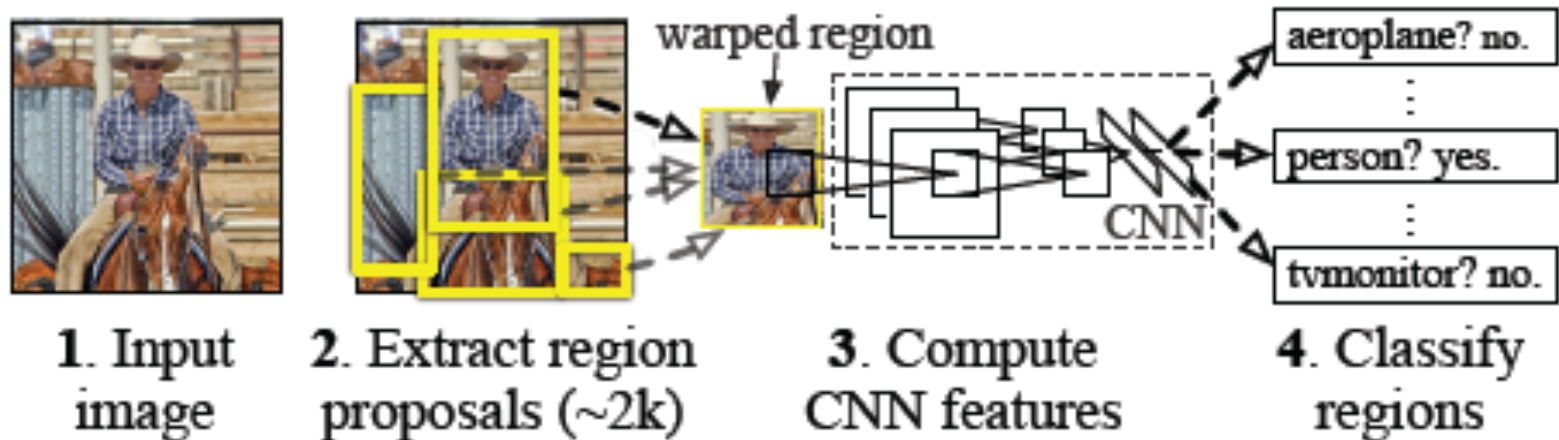 warped region
aeroplane? no.
person? yes.
CNN
tvmonitor? no.
1. Input
image
2. Extract region
proposals (~2k)
3. Compute
CNN features
4. Classify
regions